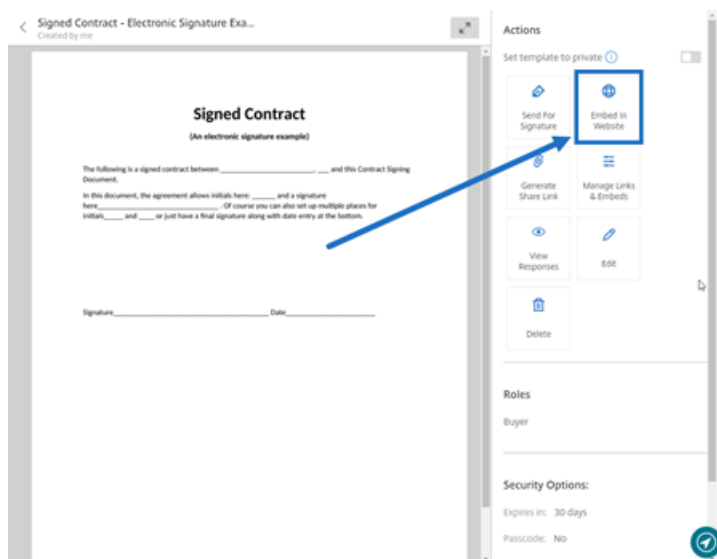 Signed Contract - Electronic Signature Exa...
Created by me
Signed Contract
(An electronic signature example)
The following is a signed contract between ________________________, ___ and this Contract Signing
Document.
In this document, the agreement allows initials here: ______ and a signature
here______________________________ . Of course you can also set up multiple places for
initials_____ and ____ or just have a final signature along with date entry at the bottom.
Signature________________________________________ Date_______________________
Actions
Set template to private
Send For
Signature
Embed In
Website
Generate
Share Link
Manage Links
& Embeds
View
Responses
Edit
Delete
Roles
Buyer
Security Options:
Expires in: 30 days
Passcode: No